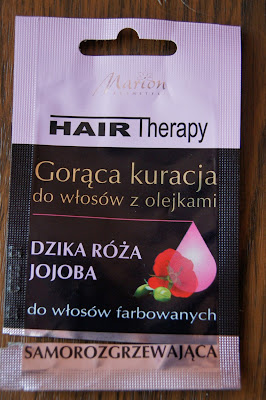 Marion
HAIR Therapy
Gorąca kuracja
do włosów z olejkami
DZIKA RÓŻA
JOJOBA
do włosów farbowanych
SAMOROZGRZEWAJĄCA